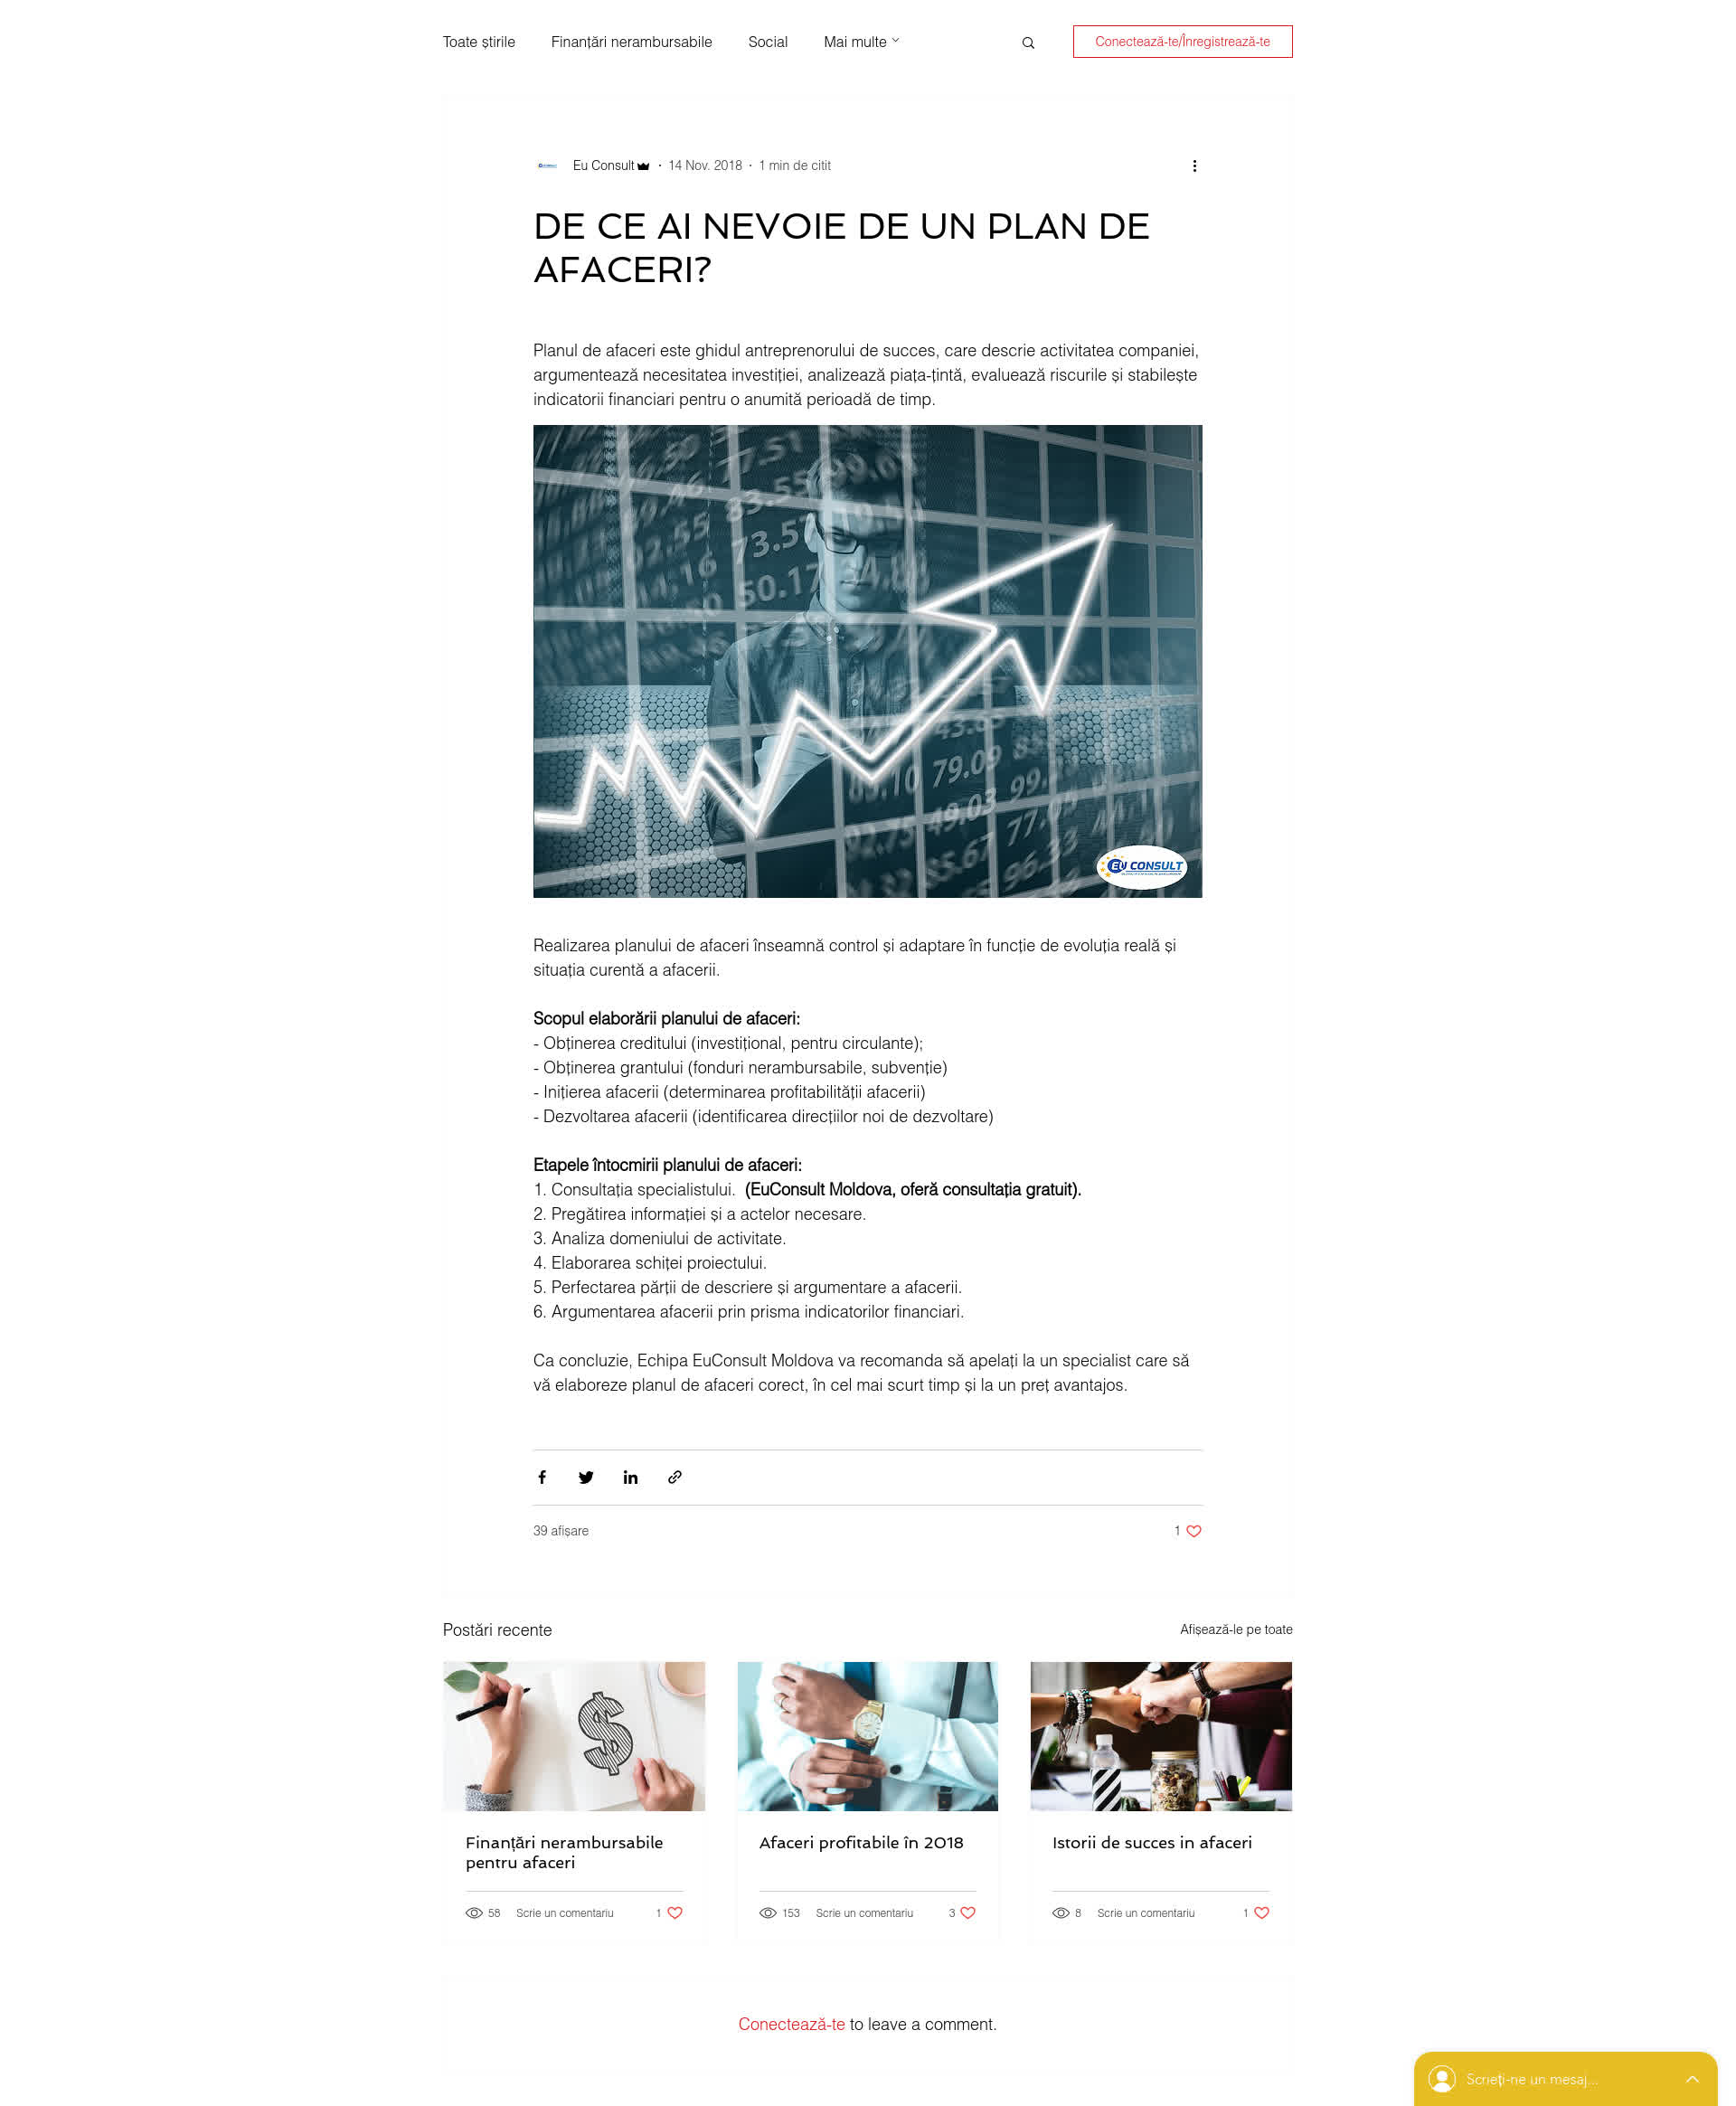 Toate știrile Finanțări nerambursabile Social Mai multe Conectează-te/Înregistrează-te
Eu Consult · 14 Nov. 2018 · 1 min de citit
DE CE AI NEVOIE DE UN PLAN DE
AFACERI?
Planul de afaceri este ghidul antreprenorului de succes, care descrie activitatea companiei,
argumentează necesitatea investiției, analizează piața-țintă, evaluează riscurile și stabilește
indicatorii financiari pentru o anumită perioadă de timp.
73.57
50.17
79.09
49.03
EU CONSULT
Realizarea planului de afaceri înseamnă control și adaptare în funcție de evoluția reală și
situația curentă a afacerii.
Scopul elaborării planului de afaceri:
- Obținerea creditului (investițional, pentru circulante);
- Obținerea grantului (fonduri nerambursabile, subvenție)
- Inițierea afacerii (determinarea profitabilității afacerii)
- Dezvoltarea afacerii (identificarea direcțiilor noi de dezvoltare)
Etapele întocmirii planului de afaceri:
1. Consultația specialistului.  (EuConsult Moldova, oferă consultația gratuit).
2. Pregătirea informației și a actelor necesare.
3. Analiza domeniului de activitate.
4. Elaborarea schiței proiectului.
5. Perfectarea părții de descriere și argumentare a afacerii.
6. Argumentarea afacerii prin prisma indicatorilor financiari.
Ca concluzie, Echipa EuConsult Moldova va recomanda să apelați la un specialist care să
vă elaboreze planul de afaceri corect, în cel mai scurt timp și la un preț avantajos.
39 afișare 1
Postări recente Afișează-le pe toate
Finanțări nerambursabile
pentru afaceri
58 Scrie un comentariu 1
Afaceri profitabile în 2018
153 Scrie un comentariu 3
Istorii de succes in afaceri
8 Scrie un comentariu 1
Conectează-te to leave a comment.
Scrieți-ne un mesaj...